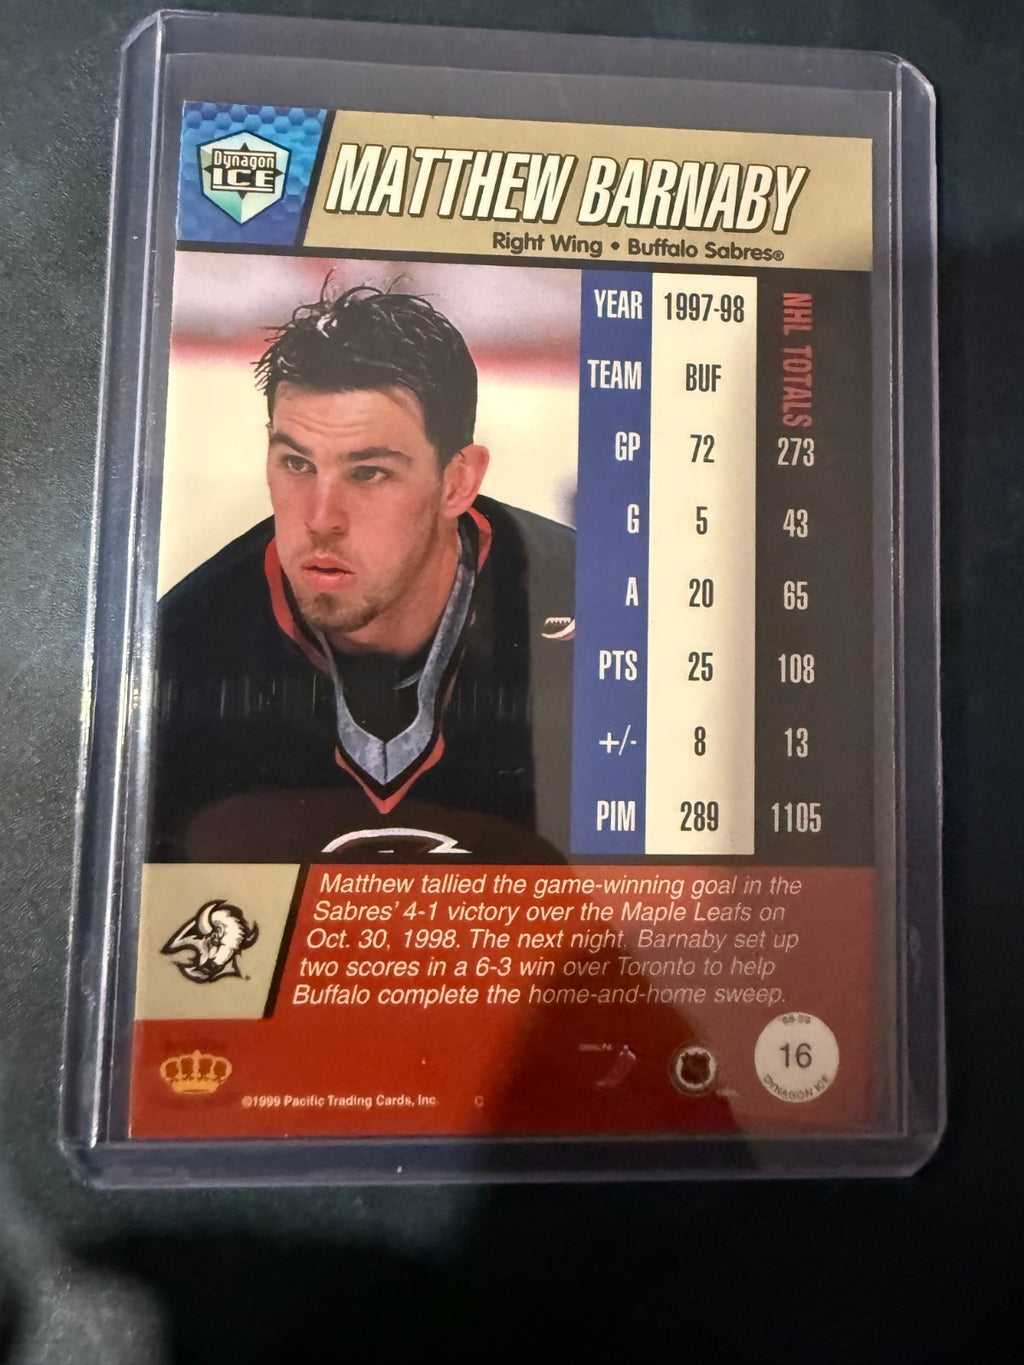 Dynagon
ICE
MATTHEW BARNABY
Right Wing • Buffalo Sabres®
YEAR 1997-98 NHL TOTALS
TEAM BUF
GP 72 273
G 5 43
A 20 65
PTS 25 108
+/- 8 13
PIM 289 1105
Matthew tallied the game-winning goal in the
Sabres' 4-1 victory over the Maple Leafs on
Oct. 30, 1998. The next night, Barnaby set up
two scores in a 6-3 win over Toronto to help
Buffalo complete the home-and-home sweep.
98-99
16
DYNAGON ICE
©1999 Pacific Trading Cards, Inc.